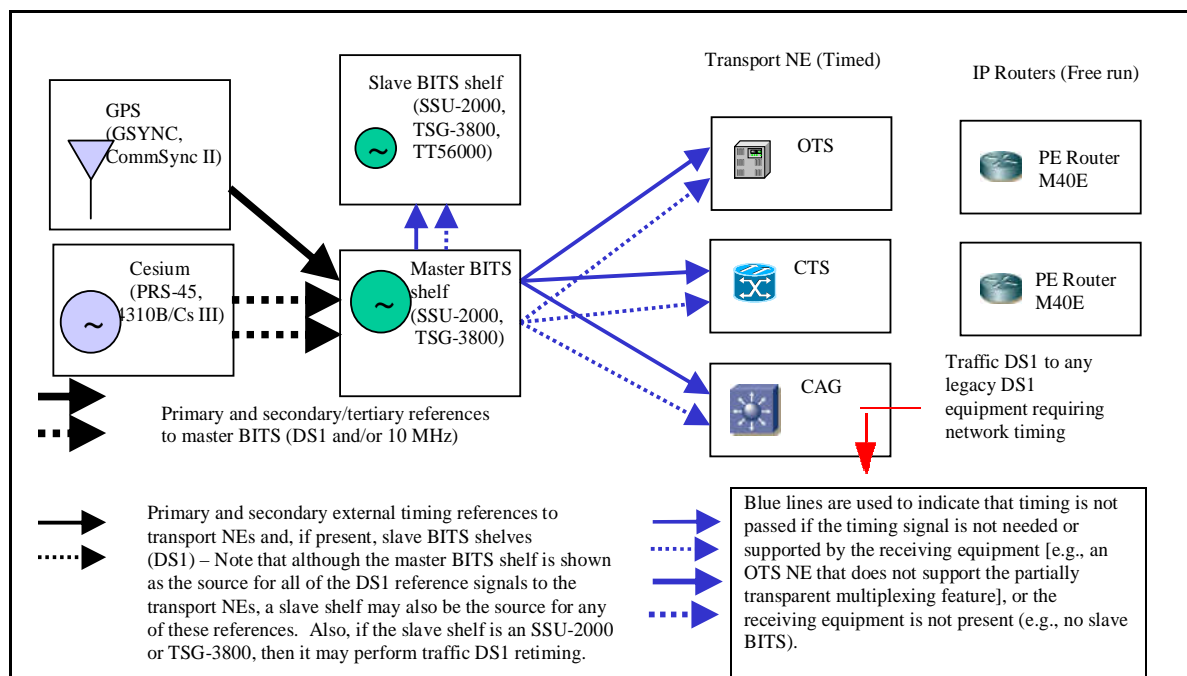 Transport NE (Timed)
IP Routers (Free run)
GPS
(GSYNC,
CommSync II)
Slave BITS shelf
(SSU-2000,
TSG-3800,
TT56000)
~
OTS
PE Router
M40E
Cesium
(PRS-45,
4310B/Cs III)
~
Master BITS
shelf
(SSU-2000,
TSG-3800)
~
CTS
PE Router
M40E
CAG
Traffic DS1 to any
legacy DS1
equipment requiring
network timing
Primary and secondary/tertiary references
to master BITS (DS1 and/or 10 MHz)
Primary and secondary external timing references to
transport NEs and, if present, slave BITS shelves
(DS1) – Note that although the master BITS shelf is shown
as the source for all of the DS1 reference signals to the
transport NEs, a slave shelf may also be the source for any
of these references.  Also, if the slave shelf is an SSU-2000
or TSG-3800, then it may perform traffic DS1 retiming.
Blue lines are used to indicate that timing is not
passed if the timing signal is not needed or
supported by the receiving equipment [e.g., an
OTS NE that does not support the partially
transparent multiplexing feature], or the
receiving equipment is not present (e.g., no slave
BITS).